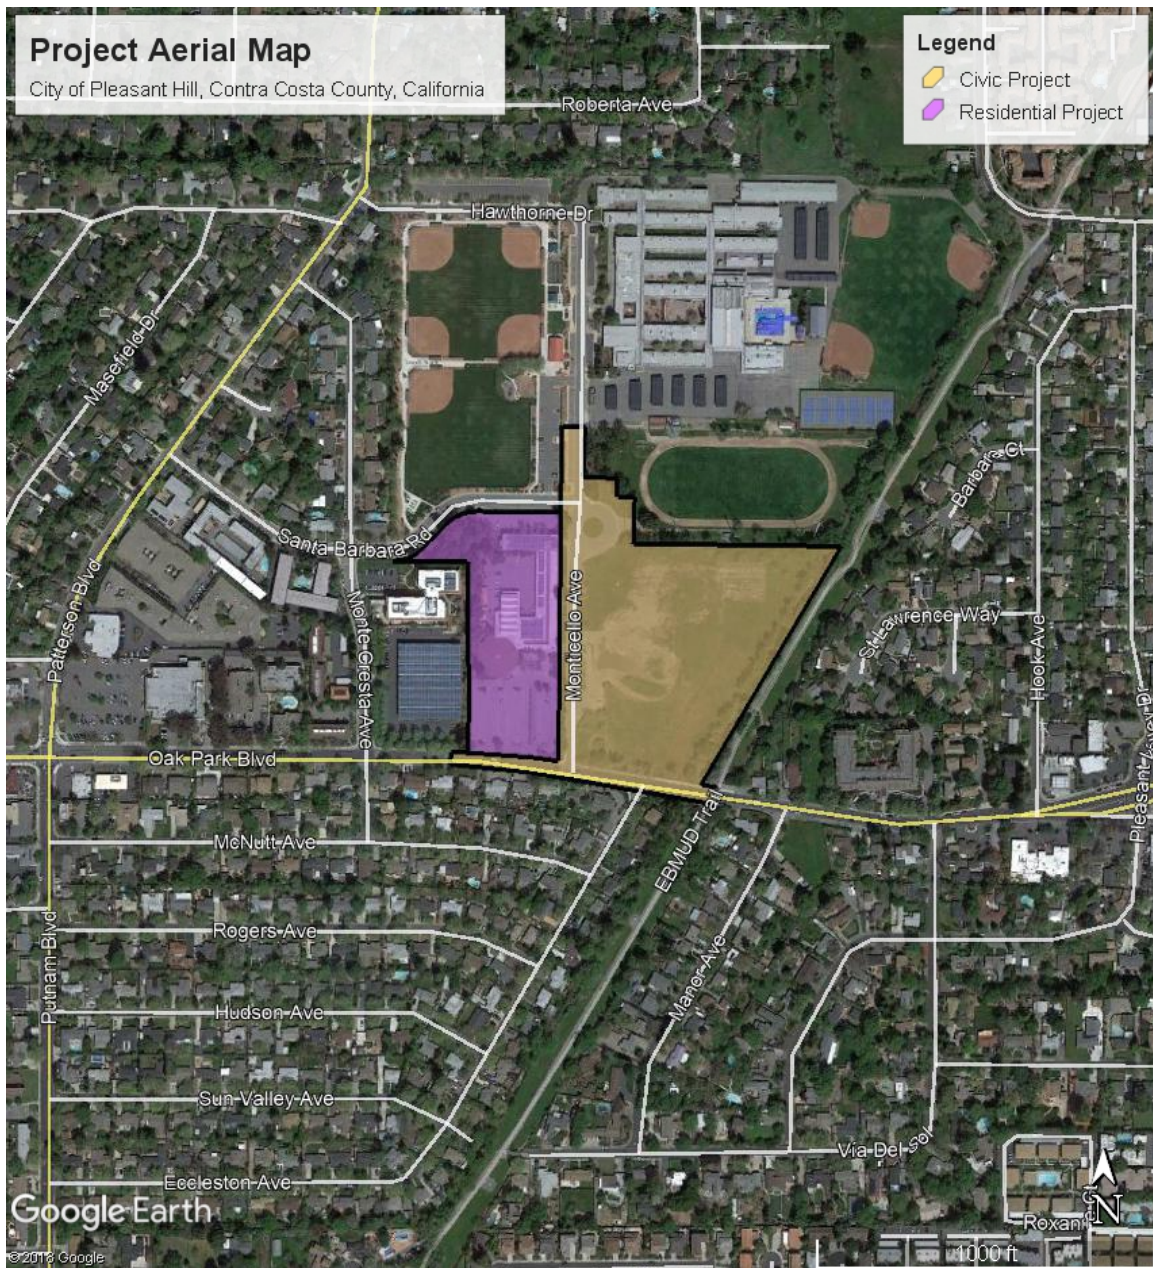 Project Aerial Map
City of Pleasant Hill, Contra Costa County, California
Legend
Civic Project
Residential Project
Roberta Ave
Hawthorne Dr
Masefield Dr
Barbara Ct
Santa Barbara Rd
Patterson Blvd
Monte Cresta Ave
Monticello Ave
St Lawrence Way
Hook Ave
Oak Park Blvd
EBMUD Trail
McNutt Ave
Putnam Blvd
Rogers Ave
Manor Ave
Hudson Ave
Sun Valley Ave
Via Del Sol
Eccleston Ave
Google Earth
N
1000 ft
© 2018 Google